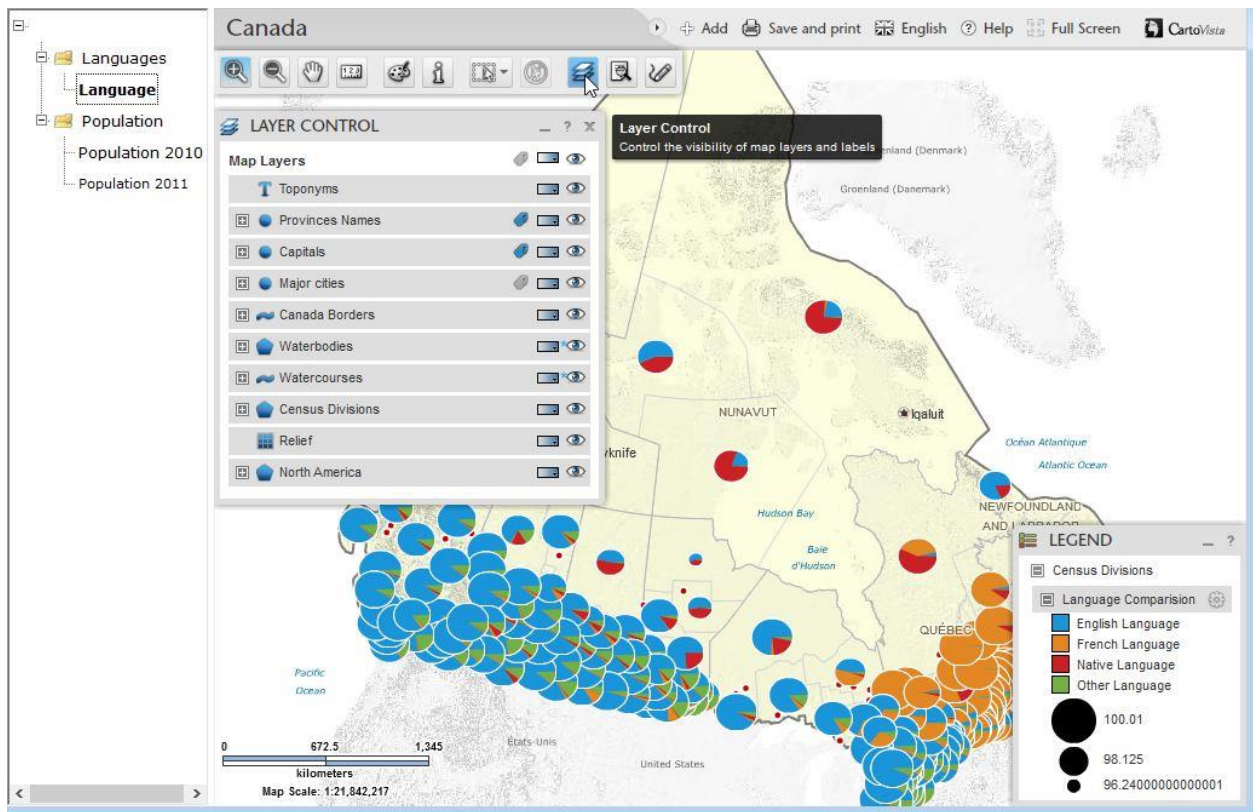 Languages
Language
Population
Population 2010
Population 2011
Canada
Add
Save and print
English
Help
Full Screen
CartoVista
LAYER CONTROL
?
Map Layers
Toponyms
Provinces Names
Capitals
Major cities
Canada Borders
Waterbodies
Watercourses
Census Divisions
Relief
North America
Layer Control
Control the visibility of map layers and labels
(Denmark)
Groenland (Danemark)
NUNAVUT
Iqaluit
Océan Atlantique
Atlantic Ocean
Hudson Bay
Baie
d'Hudson
NEWFOUNDLAND
QUÉBEC
Pacific
Ocean
États-Unis
United States
0 672.5 1,345
kilometers
Map Scale: 1:21,842,217
LEGEND
?
Census Divisions
Language Comparision
English Language
French Language
Native Language
Other Language
100.01
98.125
96.24000000000001